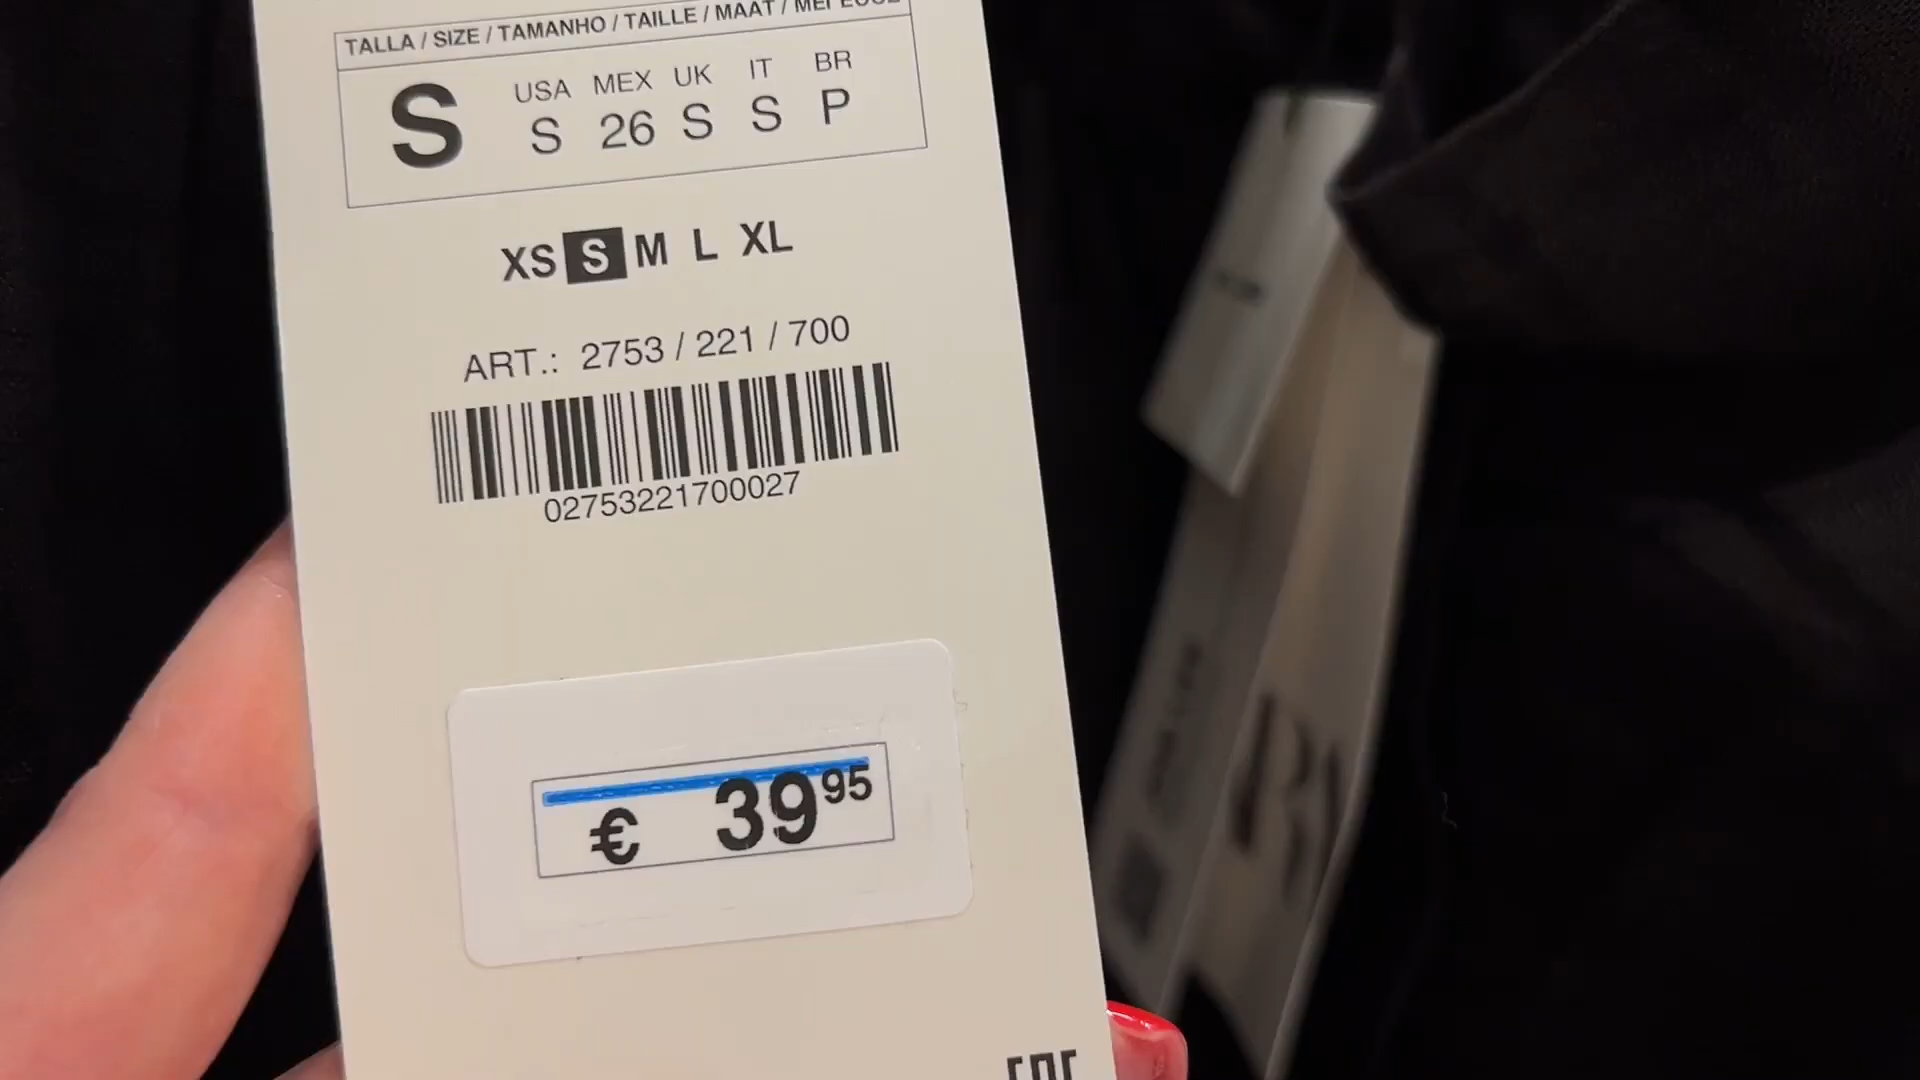 TALLA / SIZE / TAMANHO / TAILLE / MAAT /
USA MEX UK IT BR
S S 26 S S P
XS S M L XL
ART.: 2753 / 221 / 700
02753221700027
€ 39 95